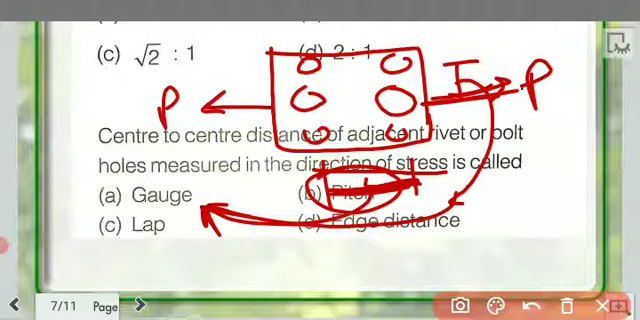 (c) √2 : 1 (d) 2 : 1
P P
Centre to centre distance of adjacent rivet or bolt
holes measured in the direction of stress is called
(a) Gauge (b) Pitch
(c) Lap (d) Edge distance
7/11 Page